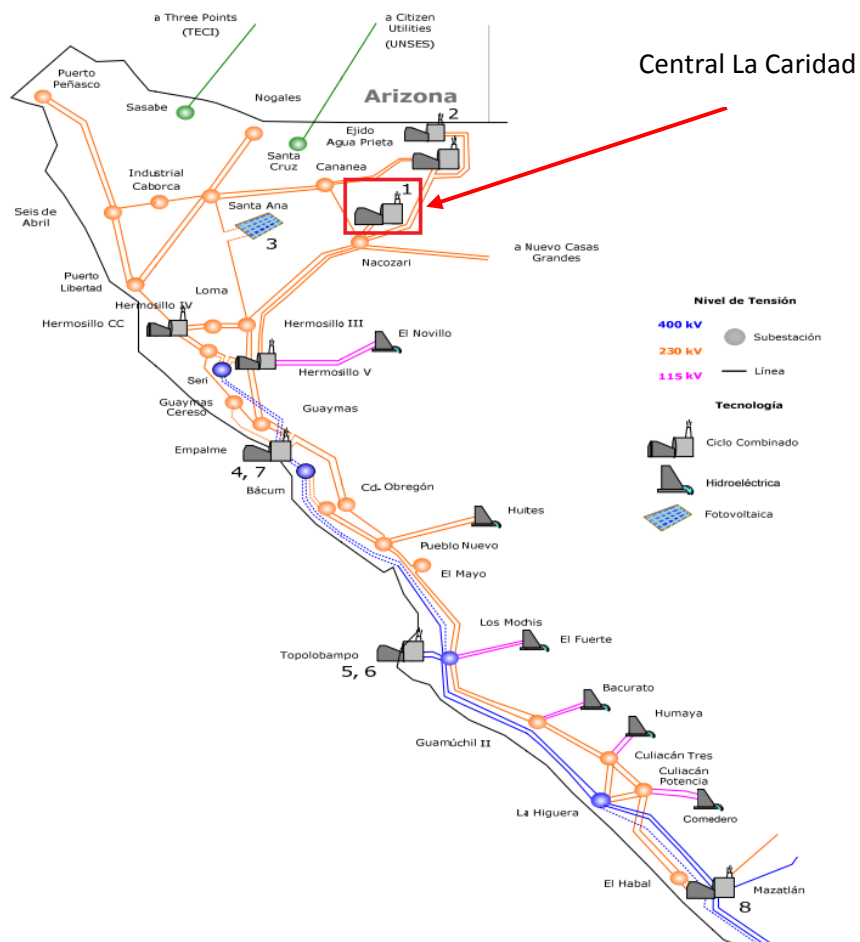 a Three Points
(TECI)
a Citizen
Utilities
(UNSES)
Central La Caridad
Puerto
Peñasco
Sasabe
Nogales
Arizona
2
Ejido
Agua Prieta
Santa
Cruz
Cananea
Industrial
Caborca
1
Seis de
Abril
Santa Ana
3
Nacozari
a Nuevo Casas
Grandes
Puerto
Libertad
Loma
Hermosillo IV
Hermosillo CC
Hermosillo III
El Novillo
Hermosillo V
Seri
Guaymas
Cereso
Guaymas
Empalme
4, 7
Bácum
Cd- Obregón
Huites
Pueblo Nuevo
El Mayo
Los Mochis
El Fuerte
Topolobampo
5, 6
Bacurato
Humaya
Guamúchil II
Culiacán Tres
Culiacán
Potencia
La Higuera
Comedero
El Habal
Mazatlán
8
Nivel de Tensión
400 kV
230 kV
115 kV
Subestación
Línea
Tecnología
Ciclo Combinado
Hidroeléctrica
Fotovoltaica